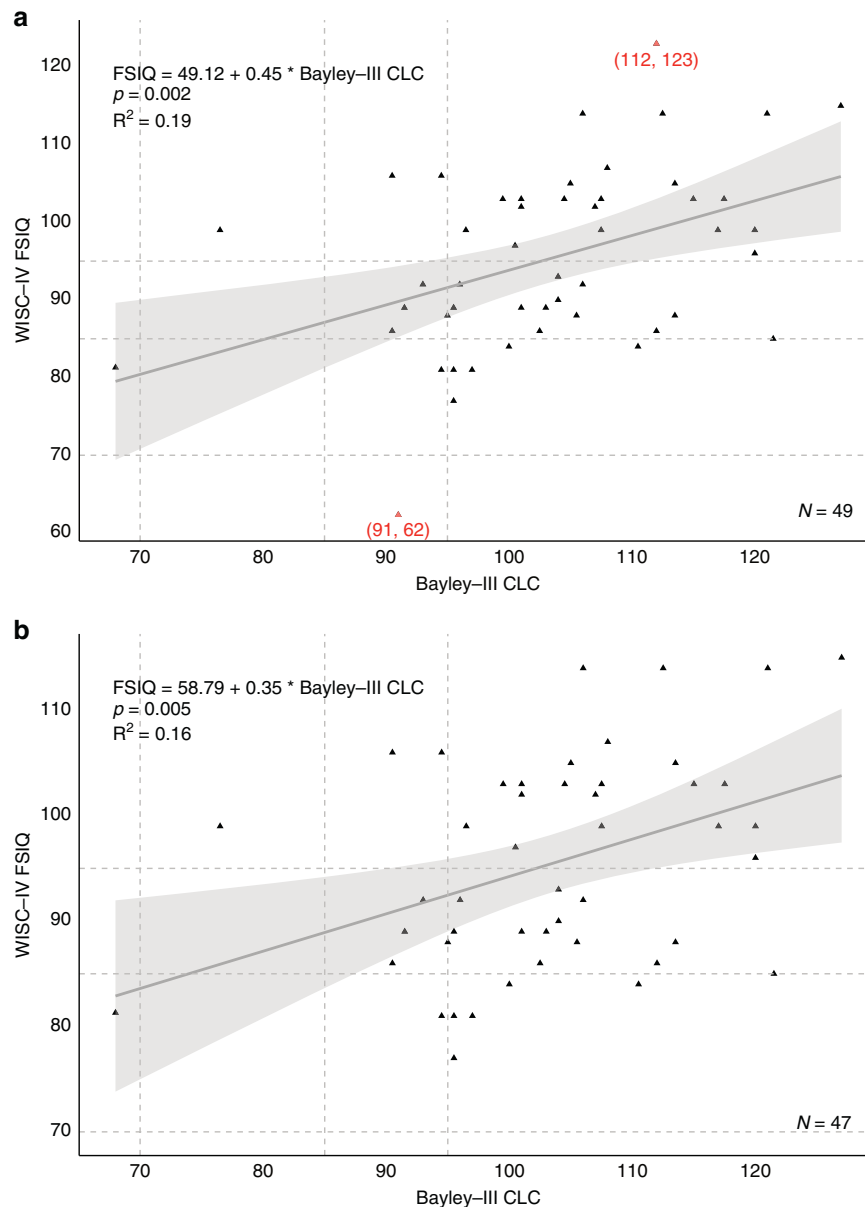 a
FSIQ = 49.12 + 0.45 * Bayley–III CLC
p = 0.002
R² = 0.19
(112, 123)
(91, 62)
N = 49
WISC–IV FSIQ
120
110
100
90
80
70
60
70 80 90 100 110 120
Bayley–III CLC
b
FSIQ = 58.79 + 0.35 * Bayley–III CLC
p = 0.005
R² = 0.16
N = 47
WISC–IV FSIQ
110
100
90
80
70
70 80 90 100 110 120
Bayley–III CLC